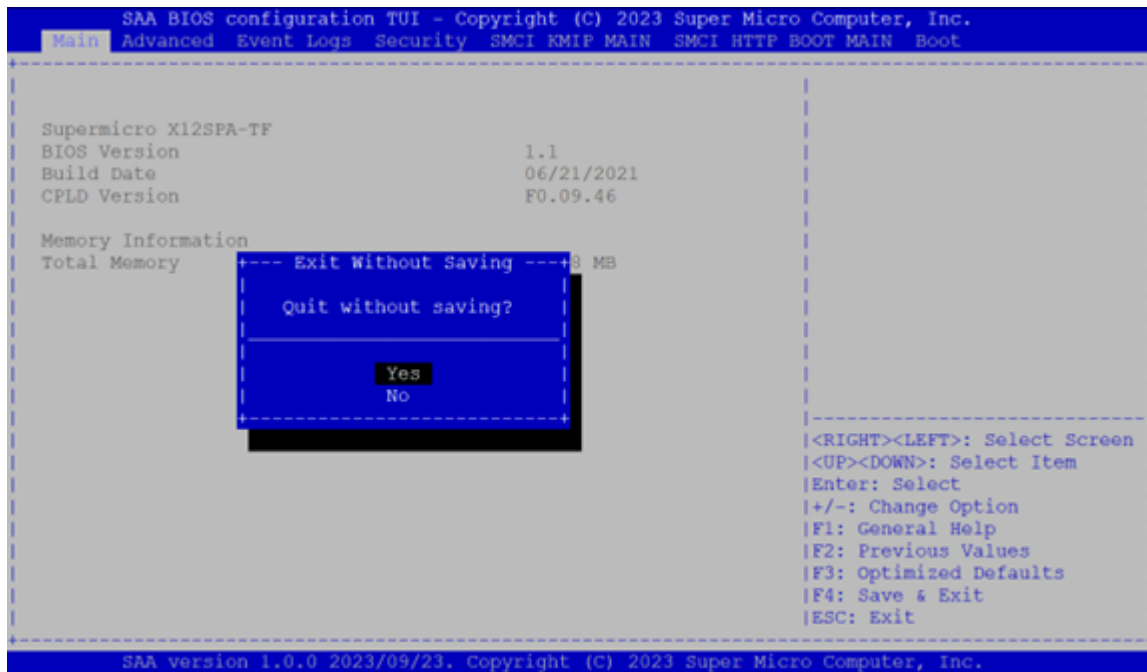 SAA BIOS configuration TUI - Copyright (C) 2023 Super Micro Computer, Inc.
Main Advanced Event Logs Security SMCI KMIP MAIN SMCI HTTP BOOT MAIN Boot
Supermicro X12SPA-TF
BIOS Version 1.1
Build Date 06/21/2021
CPLD Version F0.09.46
Memory Information
Total Memory 8 MB
Exit Without Saving
Quit without saving?
Yes
No
<RIGHT><LEFT>: Select Screen
<UP><DOWN>: Select Item
Enter: Select
+/-: Change Option
F1: General Help
F2: Previous Values
F3: Optimized Defaults
F4: Save & Exit
ESC: Exit
SAA version 1.0.0 2023/09/23. Copyright (C) 2023 Super Micro Computer, Inc.